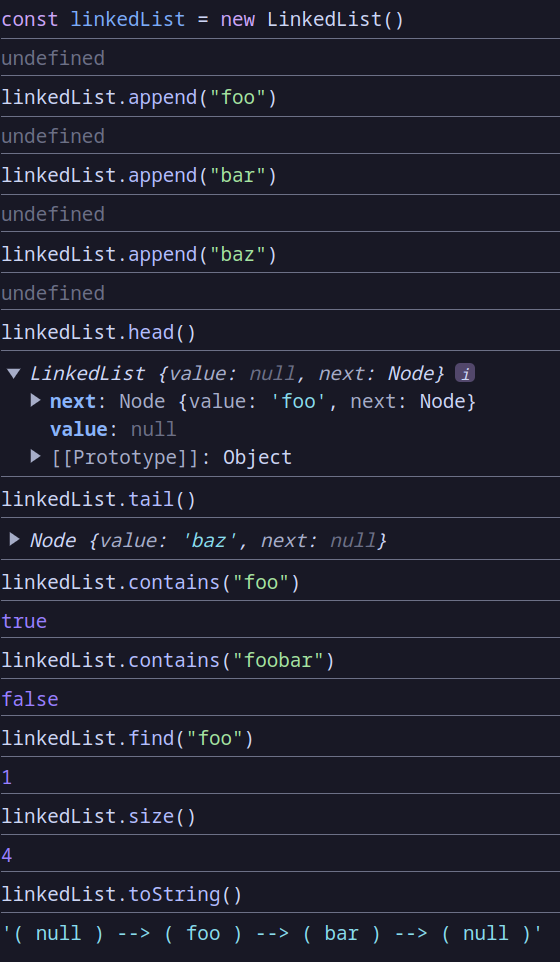 const linkedList = new LinkedList()
undefined
linkedList.append("foo")
undefined
linkedList.append("bar")
undefined
linkedList.append("baz")
undefined
linkedList.head()
LinkedList {value: null, next: Node} i
next: Node {value: 'foo', next: Node}
value: null
[[Prototype]]: Object
linkedList.tail()
Node {value: 'baz', next: null}
linkedList.contains("foo")
true
linkedList.contains("foobar")
false
linkedList.find("foo")
1
linkedList.size()
4
linkedList.toString()
'( null ) --> ( foo ) --> ( bar ) --> ( null )'